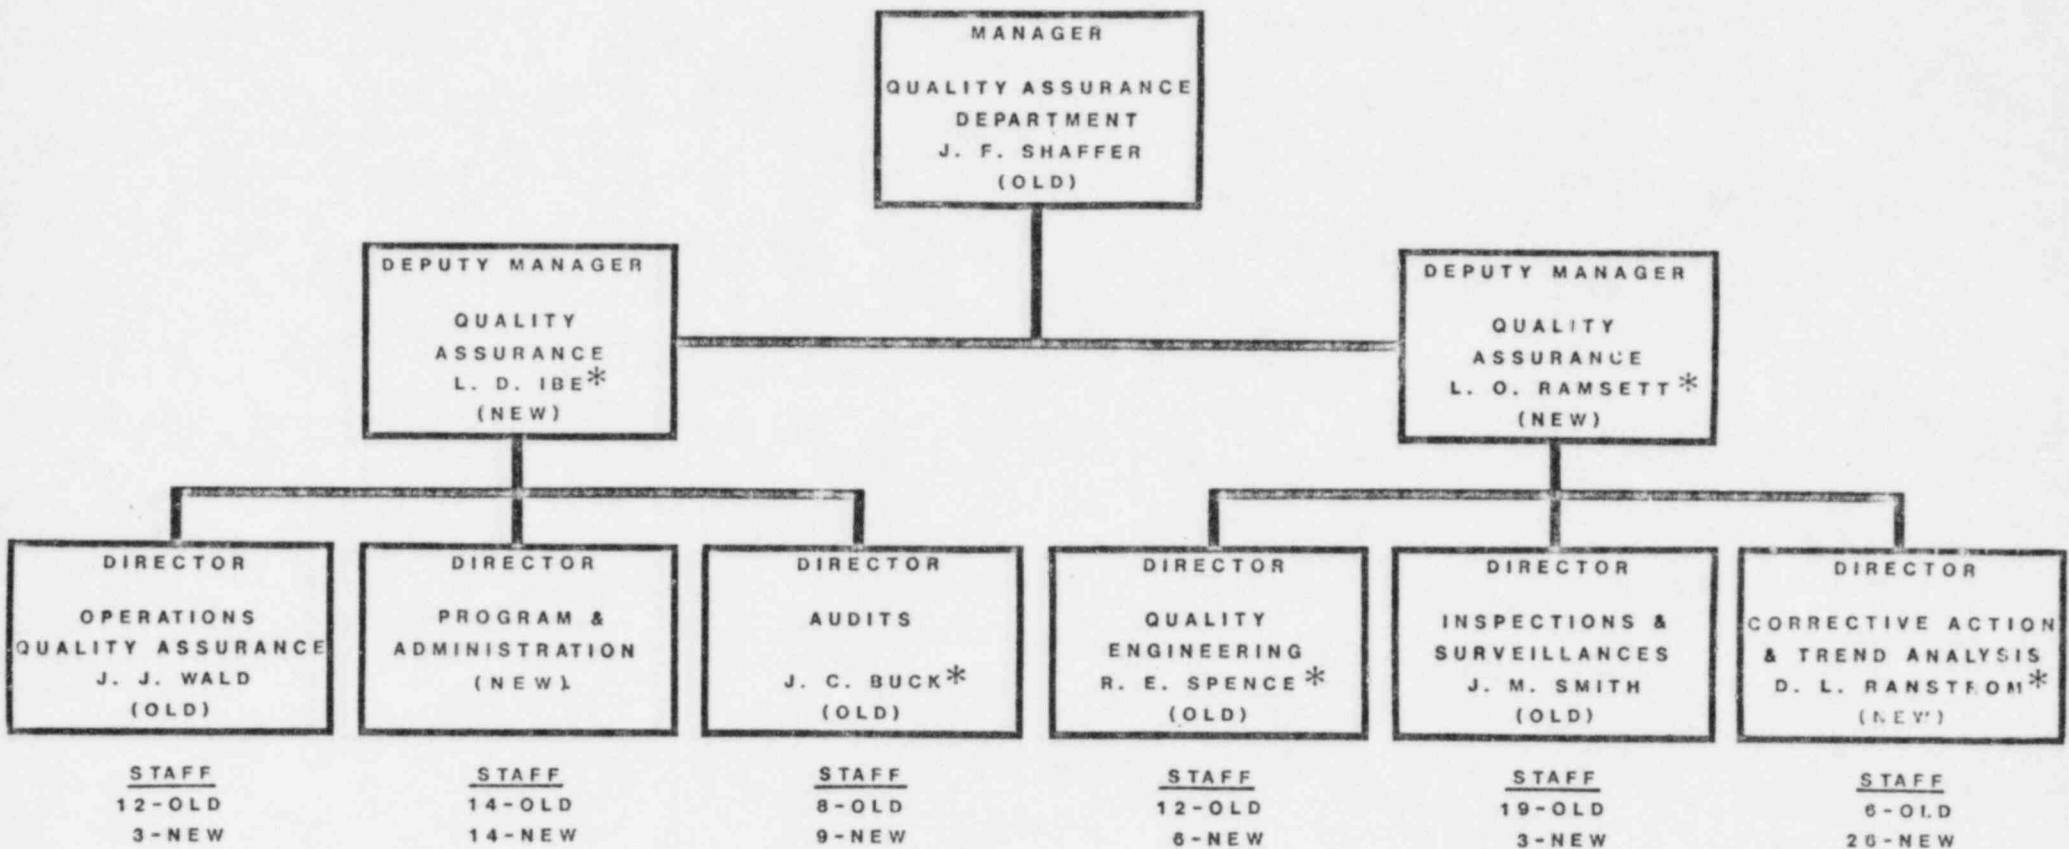 MANAGER
QUALITY ASSURANCE
DEPARTMENT
J. F. SHAFFER
(OLD)
DEPUTY MANAGER
QUALITY
ASSURANCE
L. D. IBE*
(NEW)
DEPUTY MANAGER
QUALITY
ASSURANCE
L. O. RAMSETT*
(NEW)
DIRECTOR
OPERATIONS
QUALITY ASSURANCE
J. J. WALD
(OLD)
DIRECTOR
PROGRAM &
ADMINISTRATION
(NEW)
DIRECTOR
AUDITS
J. C. BUCK*
(OLD)
DIRECTOR
QUALITY
ENGINEERING
R. E. SPENCE*
(OLD)
DIRECTOR
INSPECTIONS &
SURVEILLANCES
J. M. SMITH
(OLD)
DIRECTOR
CORRECTIVE ACTION
& TREND ANALYSIS
D. L. RANSTROM*
(NEW)
STAFF
12-OLD
3-NEW
STAFF
14-OLD
14-NEW
STAFF
8-OLD
9-NEW
STAFF
12-OLD
6-NEW
STAFF
19-OLD
3-NEW
STAFF
6-OLD
26-NEW